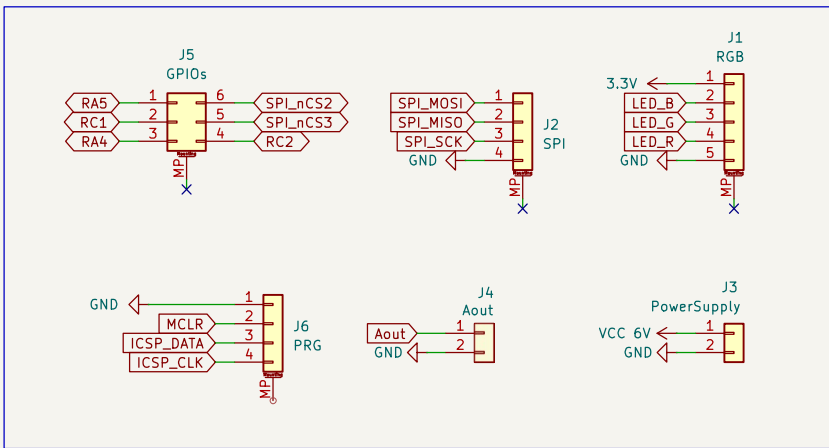 J5
GPIOs
RA5 1 6 SPI_nCS2
RC1 2 5 SPI_nCS3
RA4 3 4 RC2
MP
SPI_MOSI 1
SPI_MISO 2
SPI_SCK 3
GND 4
J2
SPI
MP
J1
RGB
3.3V 1
LED_B 2
LED_G 3
LED_R 4
GND 5
MP
GND 1
MCLR 2
ICSP_DATA 3
ICSP_CLK 4
J6
PRG
MP
J4
Aout
Aout 1
GND 2
J3
PowerSupply
VCC 6V 1
GND 2